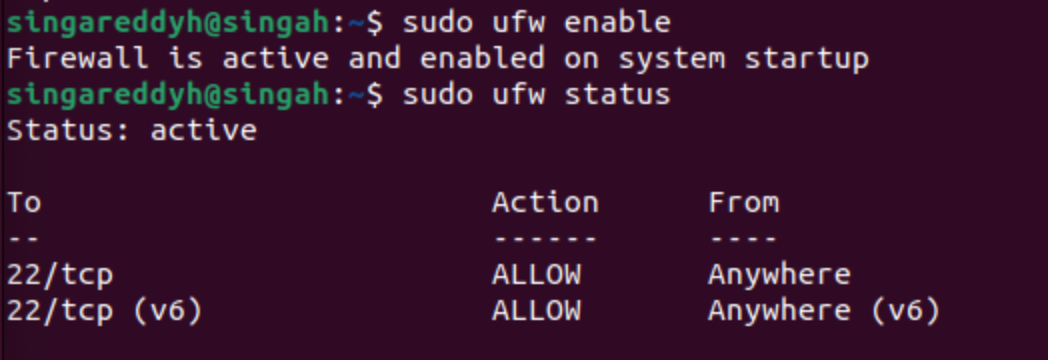 singareddyh@singah:~$ sudo ufw enable
Firewall is active and enabled on system startup
singareddyh@singah:~$ sudo ufw status
Status: active
To                         Action      From
--                         ------      ----
22/tcp                     ALLOW       Anywhere
22/tcp (v6)                ALLOW       Anywhere (v6)